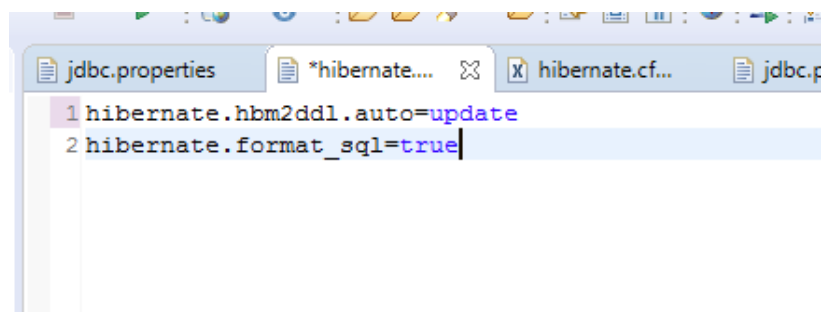 jdbc.properties
*hibernate....
hibernate.cf...
jdbc.p
1 hibernate.hbm2ddl.auto=update
2 hibernate.format_sql=true